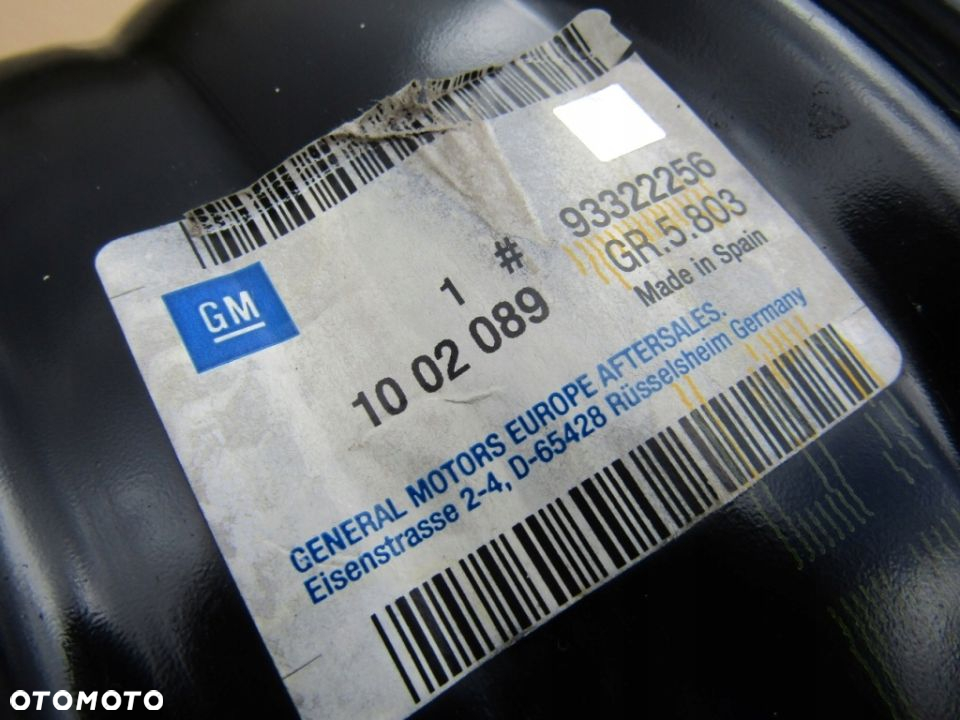 GM
1 # 93322256
10 02 089 GR.5.803
Made in Spain
GENERAL MOTORS EUROPE AFTERSALES.
Eisenstrasse 2-4, D-65428 Rüsselsheim Germany
OTOMOTO